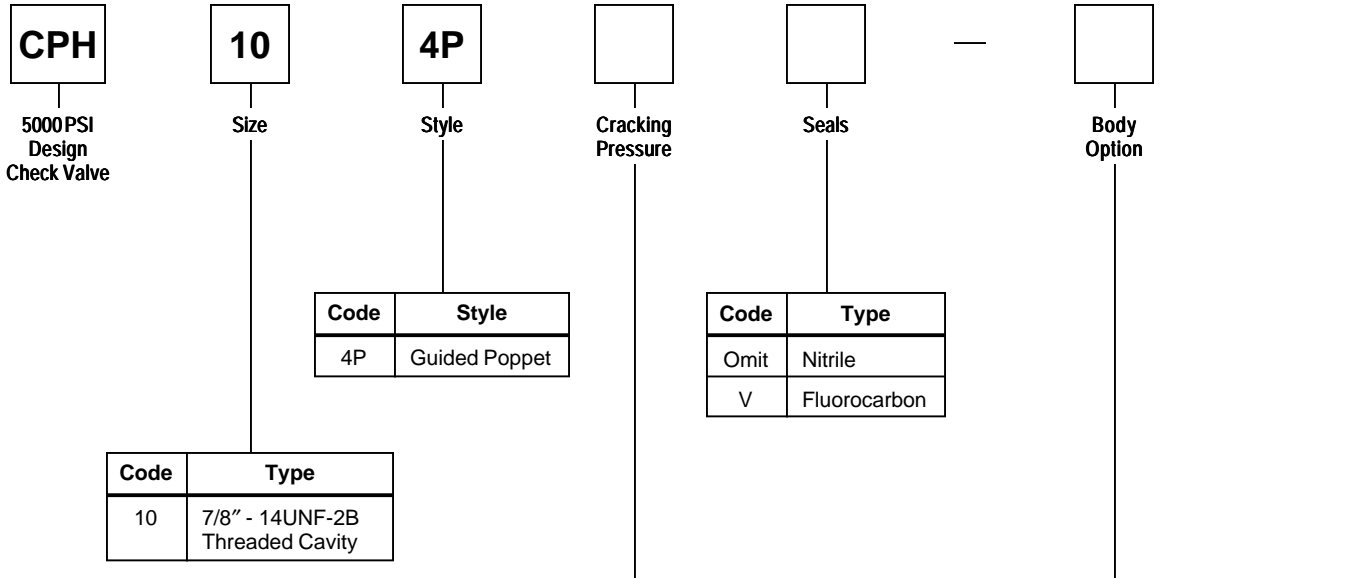 CPH 10 4P —
5000 PSI Design Check Valve
Size
Style
Cracking Pressure
Seals
Body Option
Code Style
4P Guided Poppet
Code Type
Omit Nitrile
V Fluorocarbon
Code Type
10 7/8″ - 14UNF-2B
Threaded Cavity